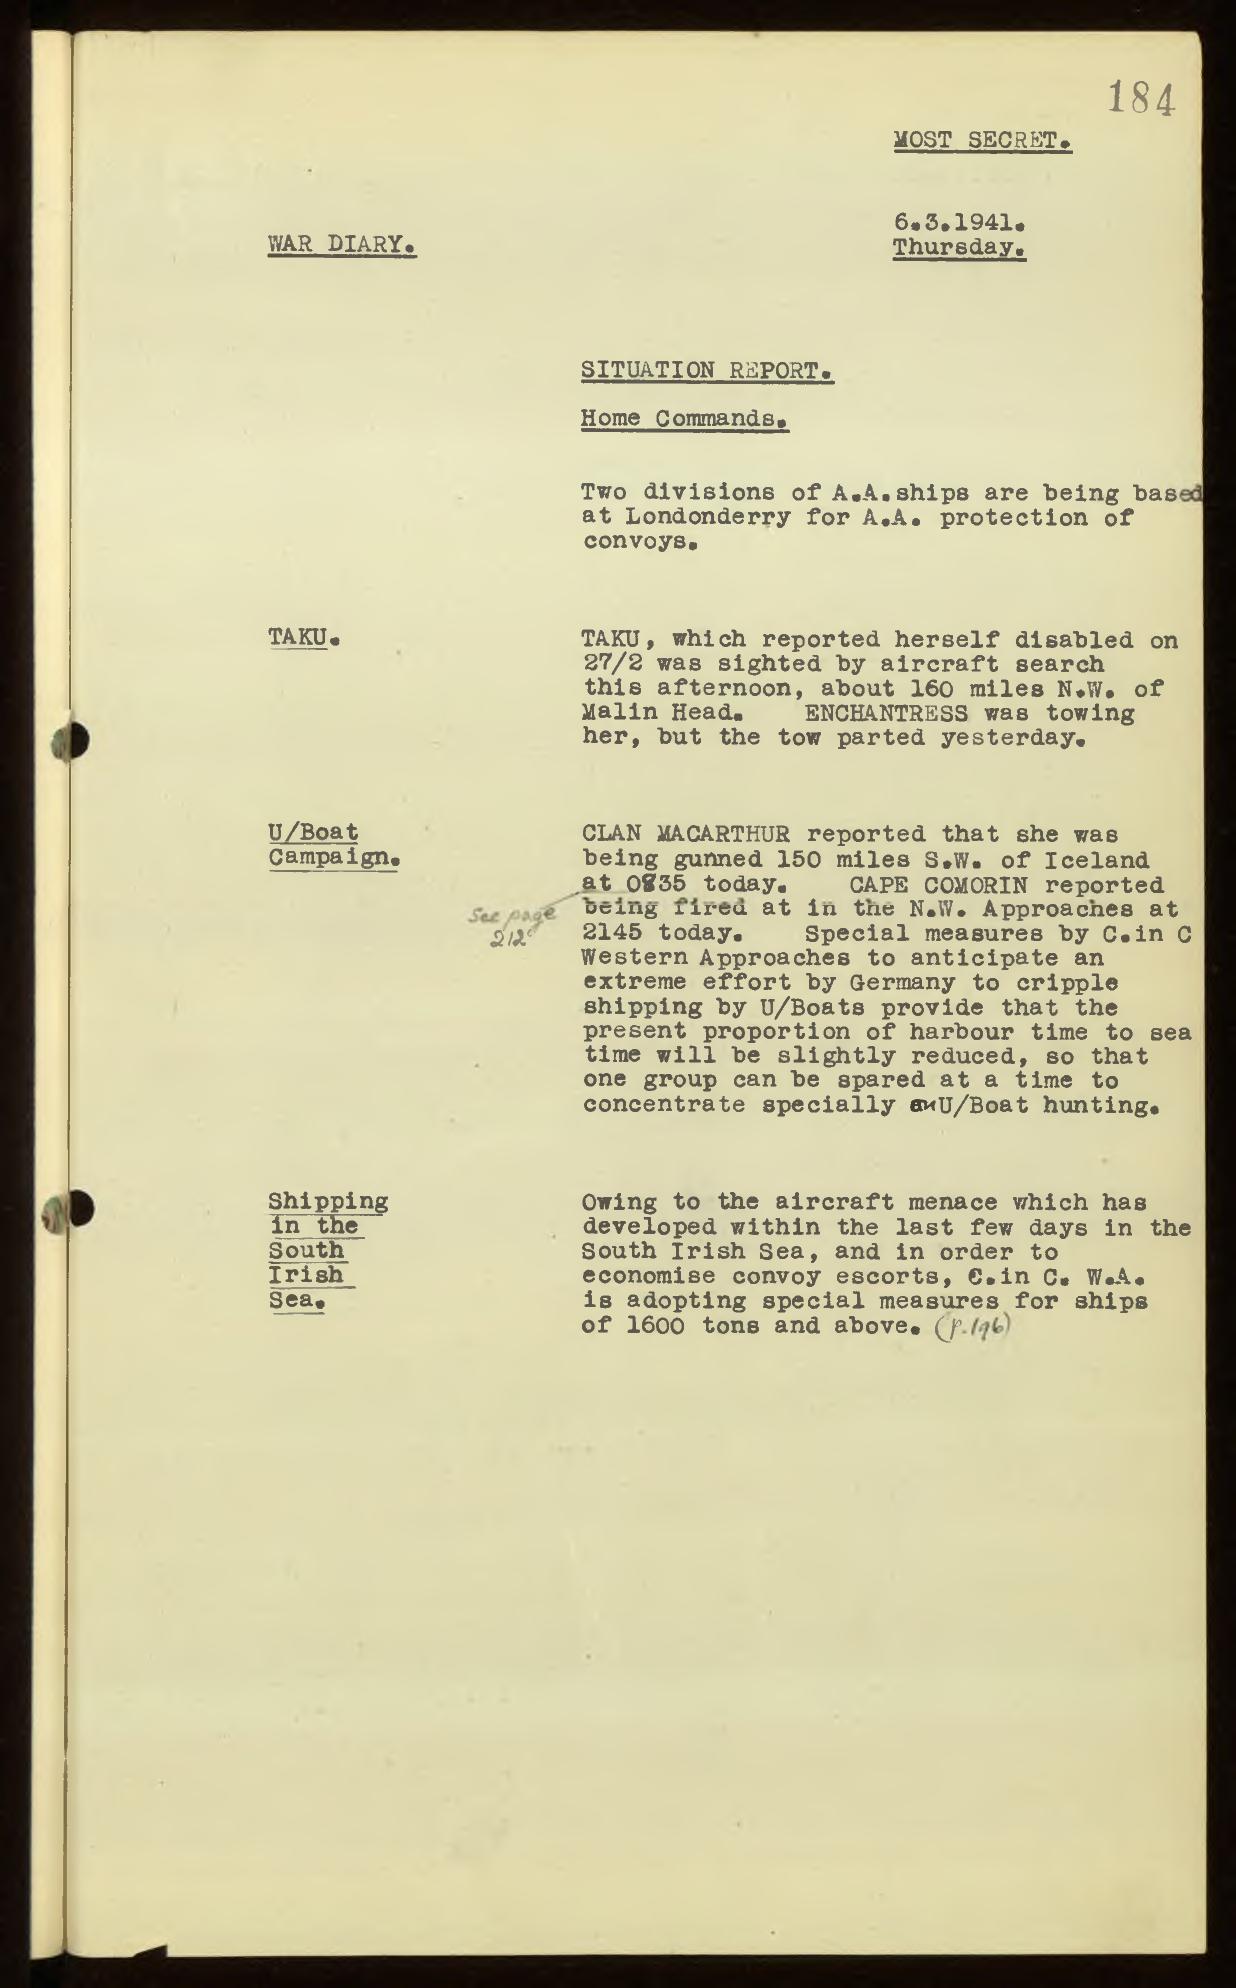 184
MOST SECRET.
6.3.1941.
WAR DIARY.
Thursday.
SITUATION REPORT.
Home Commands.
Two divisions of A.A.ships are being based
at Londonderry for A.A. protection of
convoys.
TAKU.
TAKU, which reported herself disabled on
27/2 was sighted by aircraft search
this afternoon, about 160 miles N.W. of
Malin Head. ENCHANTRESS was towing
her, but the tow parted yesterday.
U/Boat
Campaign.
CLAN MACARTHUR reported that she was
being gunned 150 miles S.W. of Iceland
at 0835 today. CAPE COMORIN reported
being fired at in the N.W. Approaches at
2145 today. Special measures by C.in C
Western Approaches to anticipate an
extreme effort by Germany to cripple
shipping by U/Boats provide that the
present proportion of harbour time to sea
time will be slightly reduced, so that
one group can be spared at a time to
concentrate specially on U/Boat hunting.
See page
212
Shipping
in the
South
Irish
Sea.
Owing to the aircraft menace which has
developed within the last few days in the
South Irish Sea, and in order to
economise convoy escorts, C.in C. W.A.
is adopting special measures for ships
of 1600 tons and above. (p.196)